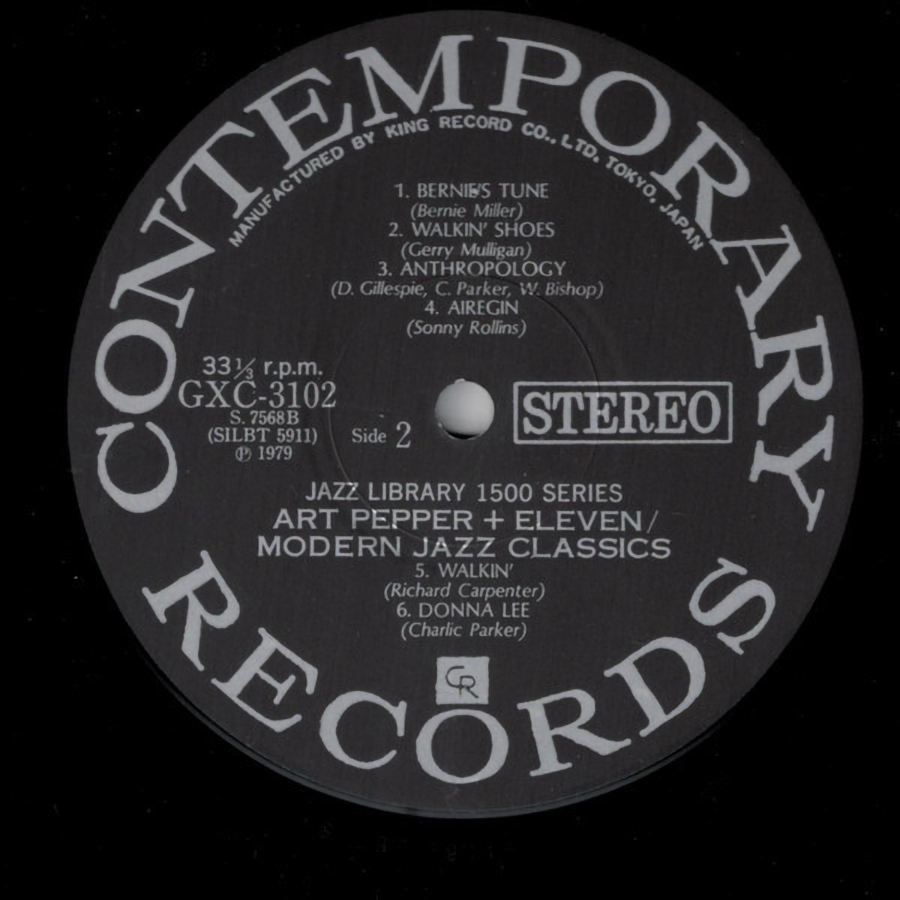 CONTEMPORARY
MANUFACTURED BY KING RECORD CO., LTD. TOKYO, JAPAN
1. BERNIE'S TUNE
(Bernie Miller)
2. WALKIN' SHOES
(Gerry Mulligan)
3. ANTHROPOLOGY
(D. Gillespie, C. Parker, W. Bishop)
4. AIREGIN
(Sonny Rollins)
33⅓ r.p.m.
GXC-3102
S. 7568B
(SILBT 5911)
Ⓟ 1979
Side 2
STEREO
JAZZ LIBRARY 1500 SERIES
ART PEPPER + ELEVEN/
MODERN JAZZ CLASSICS
5. WALKIN'
(Richard Carpenter)
6. DONNA LEE
(Charlic Parker)
CR
RECORDS